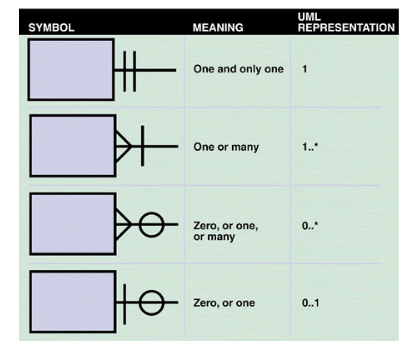 SYMBOL MEANING UML REPRESENTATION
One and only one 1
One or many 1..*
Zero, or one, or many 0..*
Zero, or one 0..1